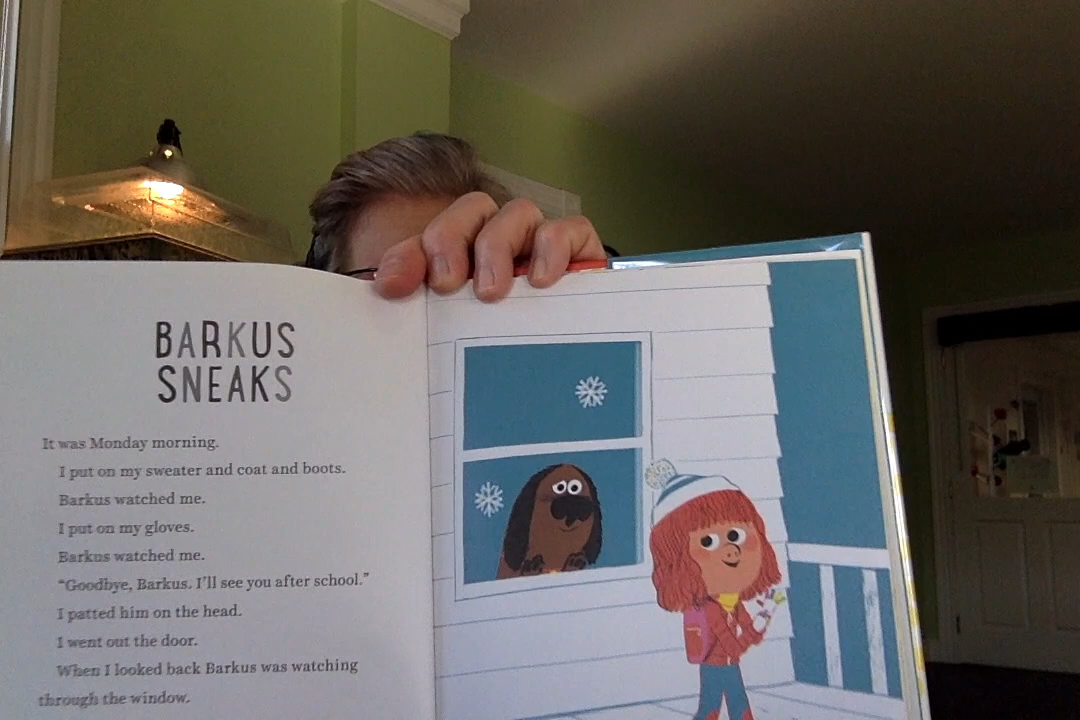 BARKUS
SNEAKS
It was Monday morning.
I put on my sweater and coat and boots.
Barkus watched me.
I put on my gloves.
Barkus watched me.
“Goodbye, Barkus. I’ll see you after school.”
I patted him on the head.
I went out the door.
When I looked back Barkus was watching
through the window.